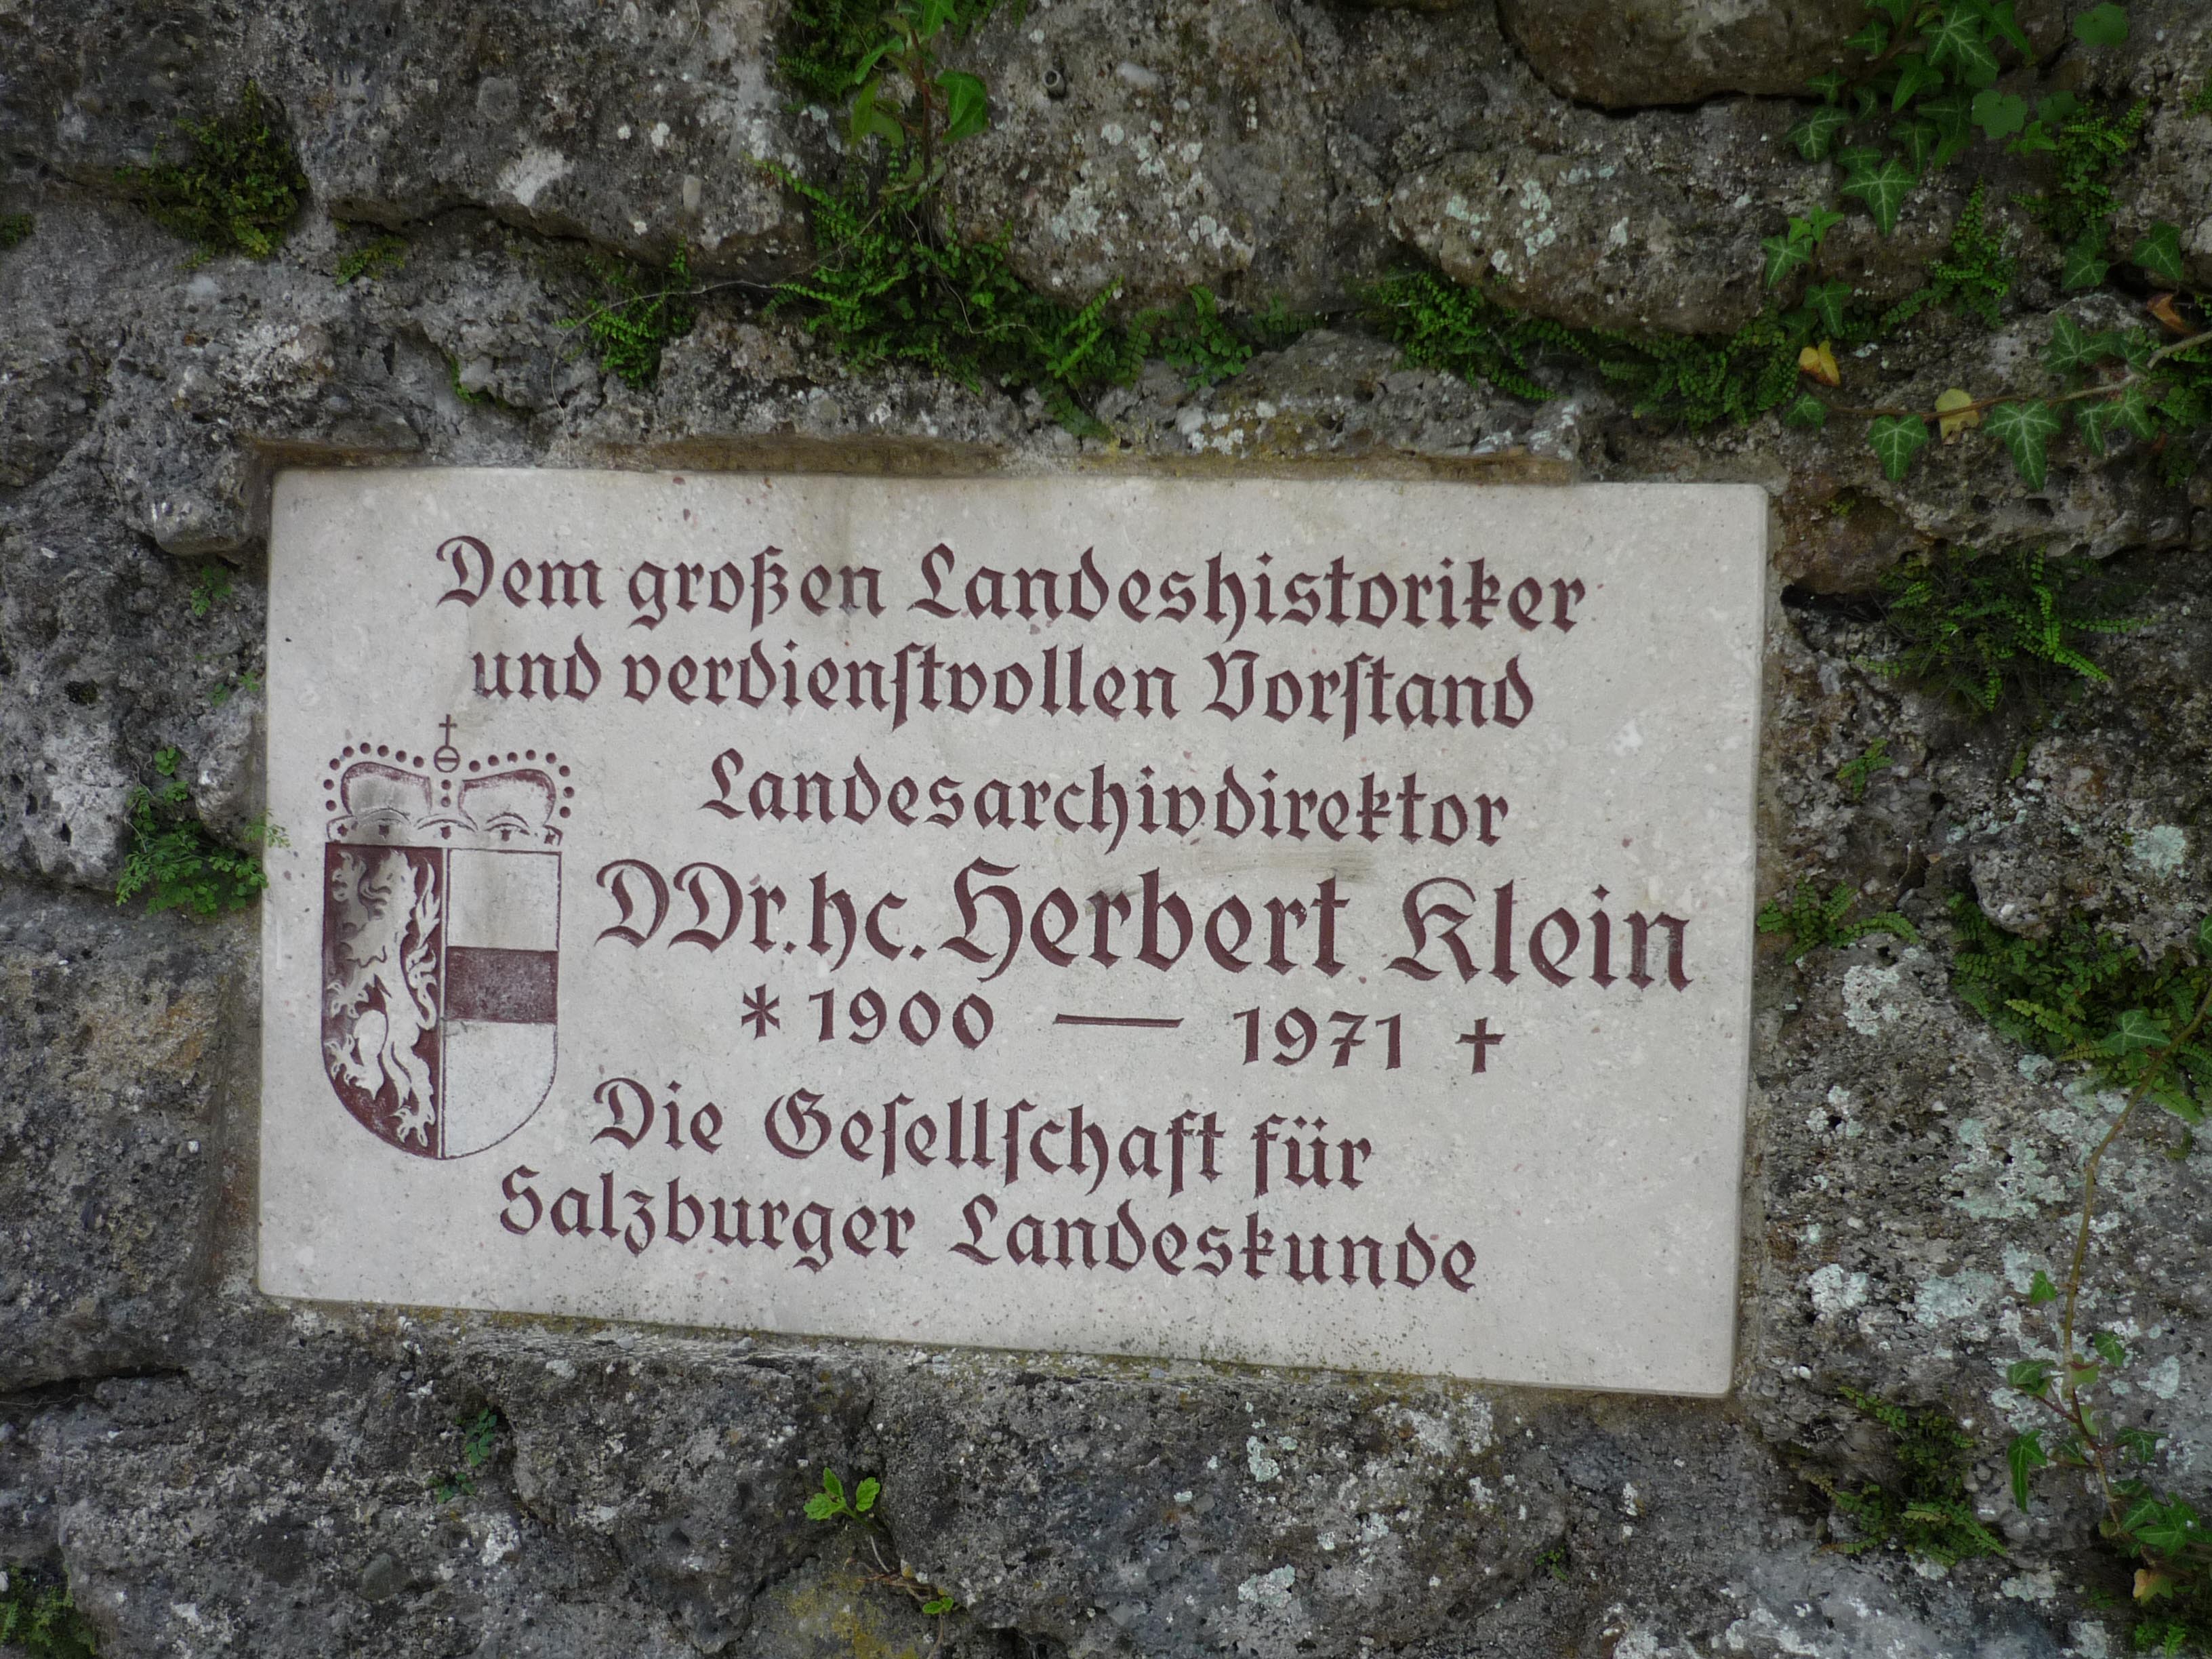 Dem großen Landeshistoriker
und verdienſtvollen Vorſtand
Landesarchivdirektor
DDr.hc. Herbert Klein
* 1900 — 1971 †
Die Geſellſchaft für
Salzburger Landeskunde